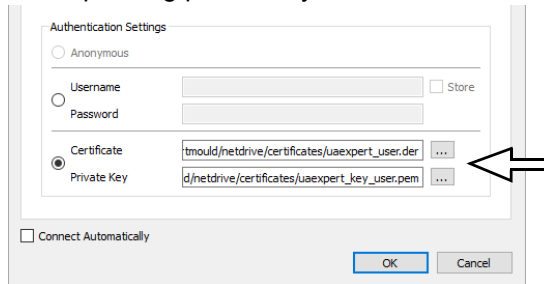 Authentication Settings
Anonymous
Username
Store
Password
Certificate
tmould/netdrive/certificates/uaexpert_user.der
...
Private Key
d/netdrive/certificates/uaexpert_key_user.pem
...
Connect Automatically
OK
Cancel